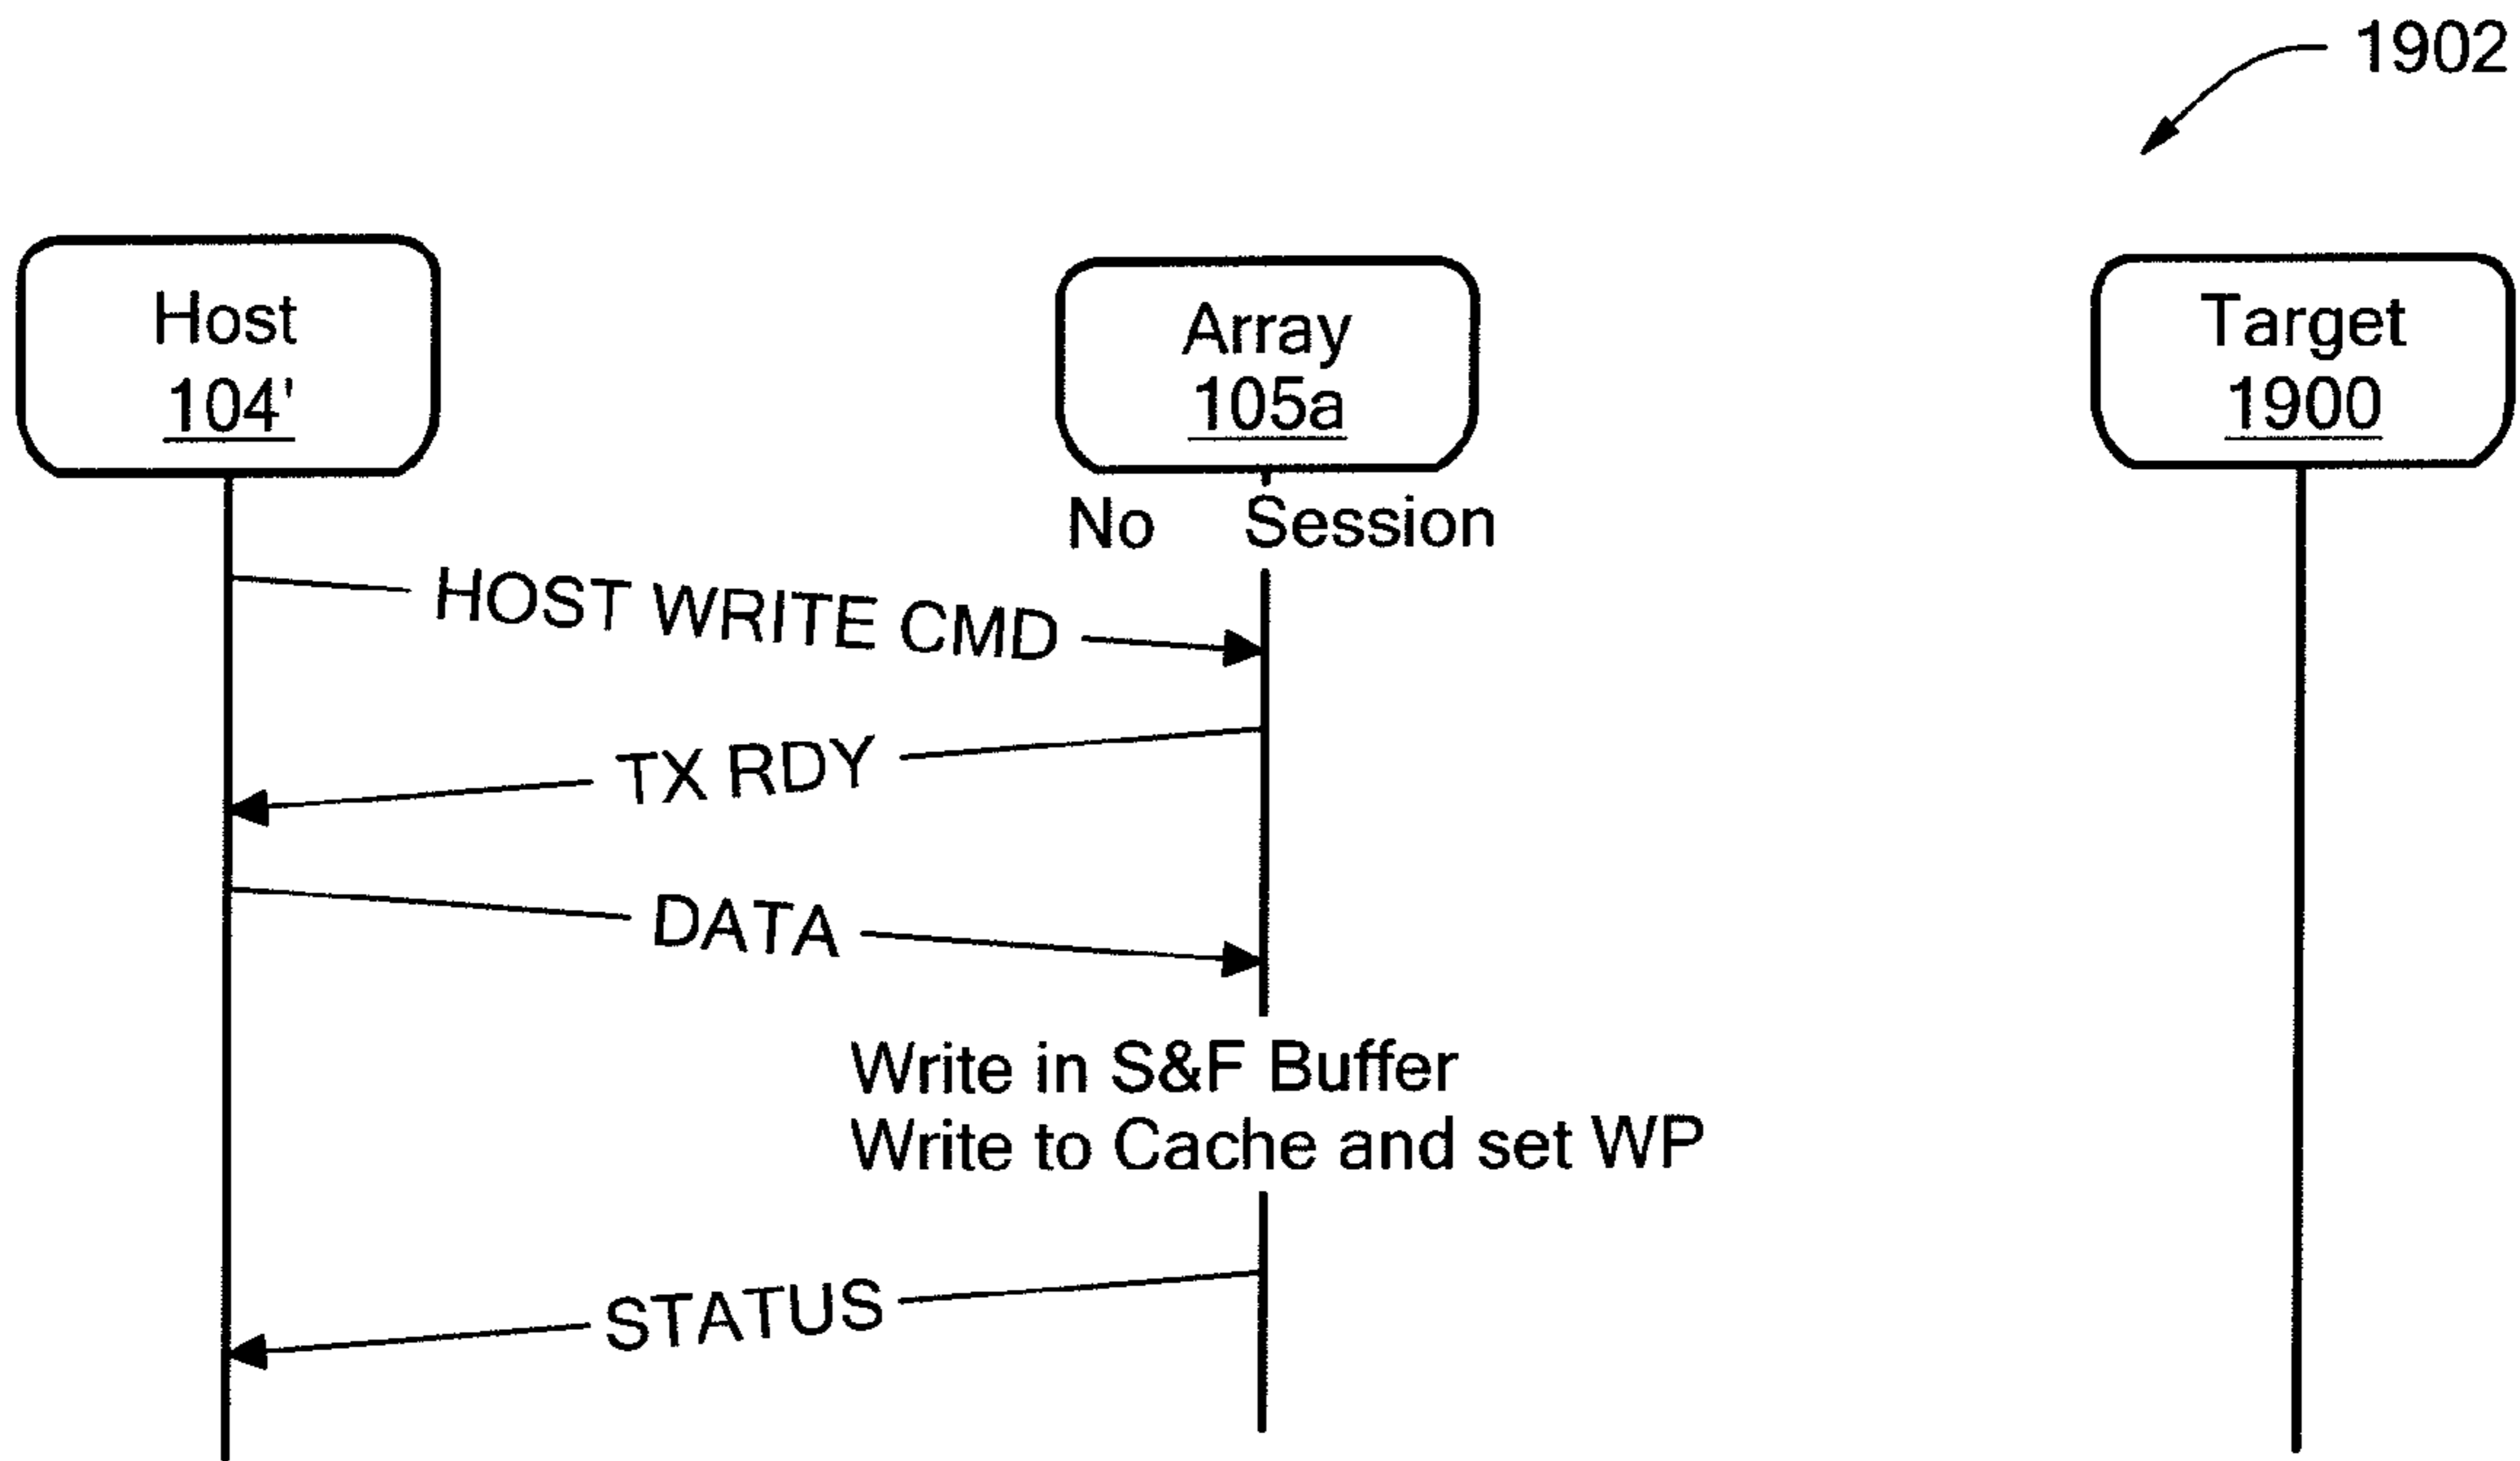 1902
Host
104'
Array
105a
Target
1900
No Session
HOST WRITE CMD
TX RDY
DATA
Write in S&F Buffer
Write to Cache and set WP
STATUS